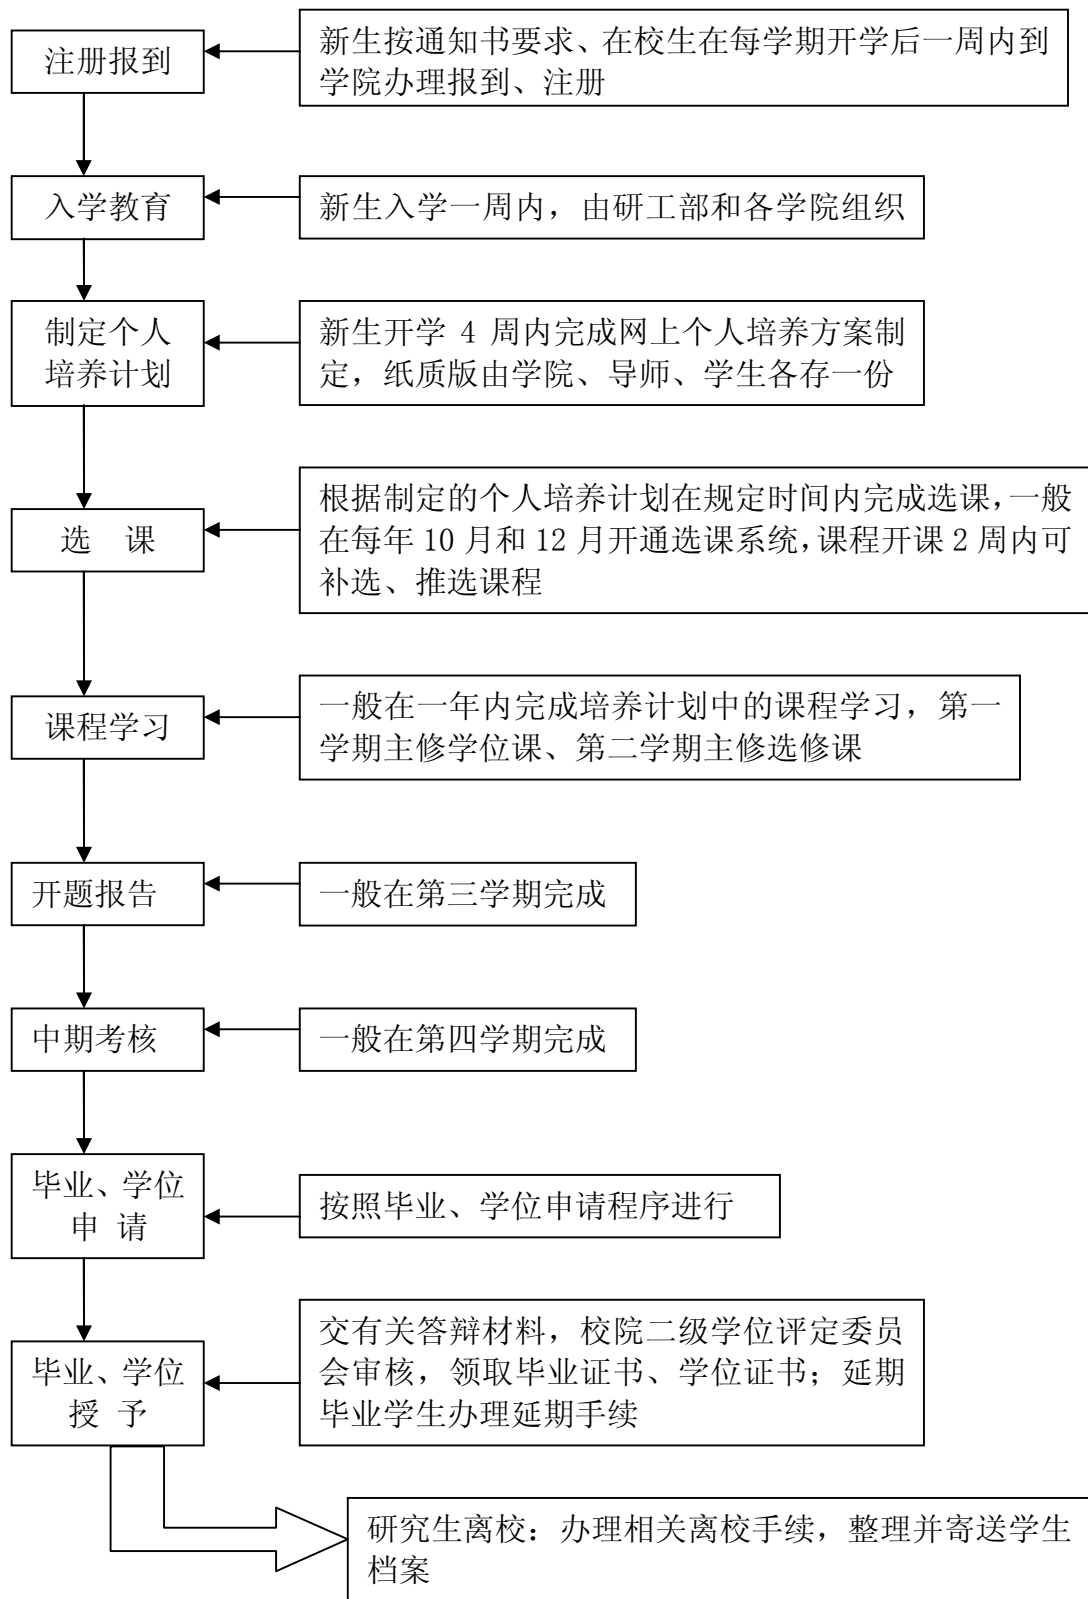 注册报到
新生按通知书要求、在校生在每学期开学后一周内到
学院办理报到、注册
入学教育
新生入学一周内，由研工部和各学院组织
制定个人
培养计划
新生开学 4 周内完成网上个人培养方案制
定，纸质版由学院、导师、学生各存一份
选 课
根据制定的个人培养计划在规定时间内完成选课，一般
在每年 10 月和 12 月开通选课系统，课程开课 2 周内可
补选、推选课程
课程学习
一般在一年内完成培养计划中的课程学习，第一
学期主修学位课、第二学期主修选修课
开题报告
一般在第三学期完成
中期考核
一般在第四学期完成
毕业、学位
申 请
按照毕业、学位申请程序进行
毕业、学位
授 予
交有关答辩材料，校院二级学位评定委员
会审核，领取毕业证书、学位证书；延期
毕业学生办理延期手续
研究生离校：办理相关离校手续，整理并寄送学生
档案